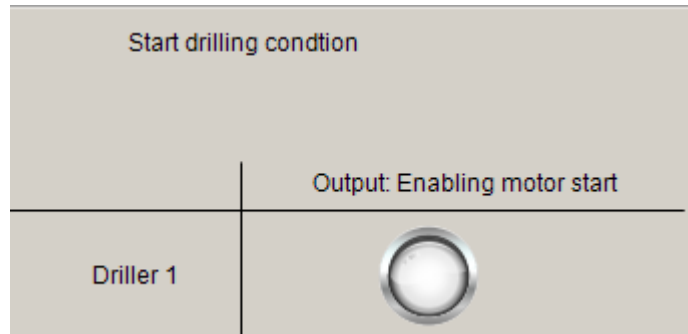 Start drilling condtion
Output: Enabling motor start
Driller 1